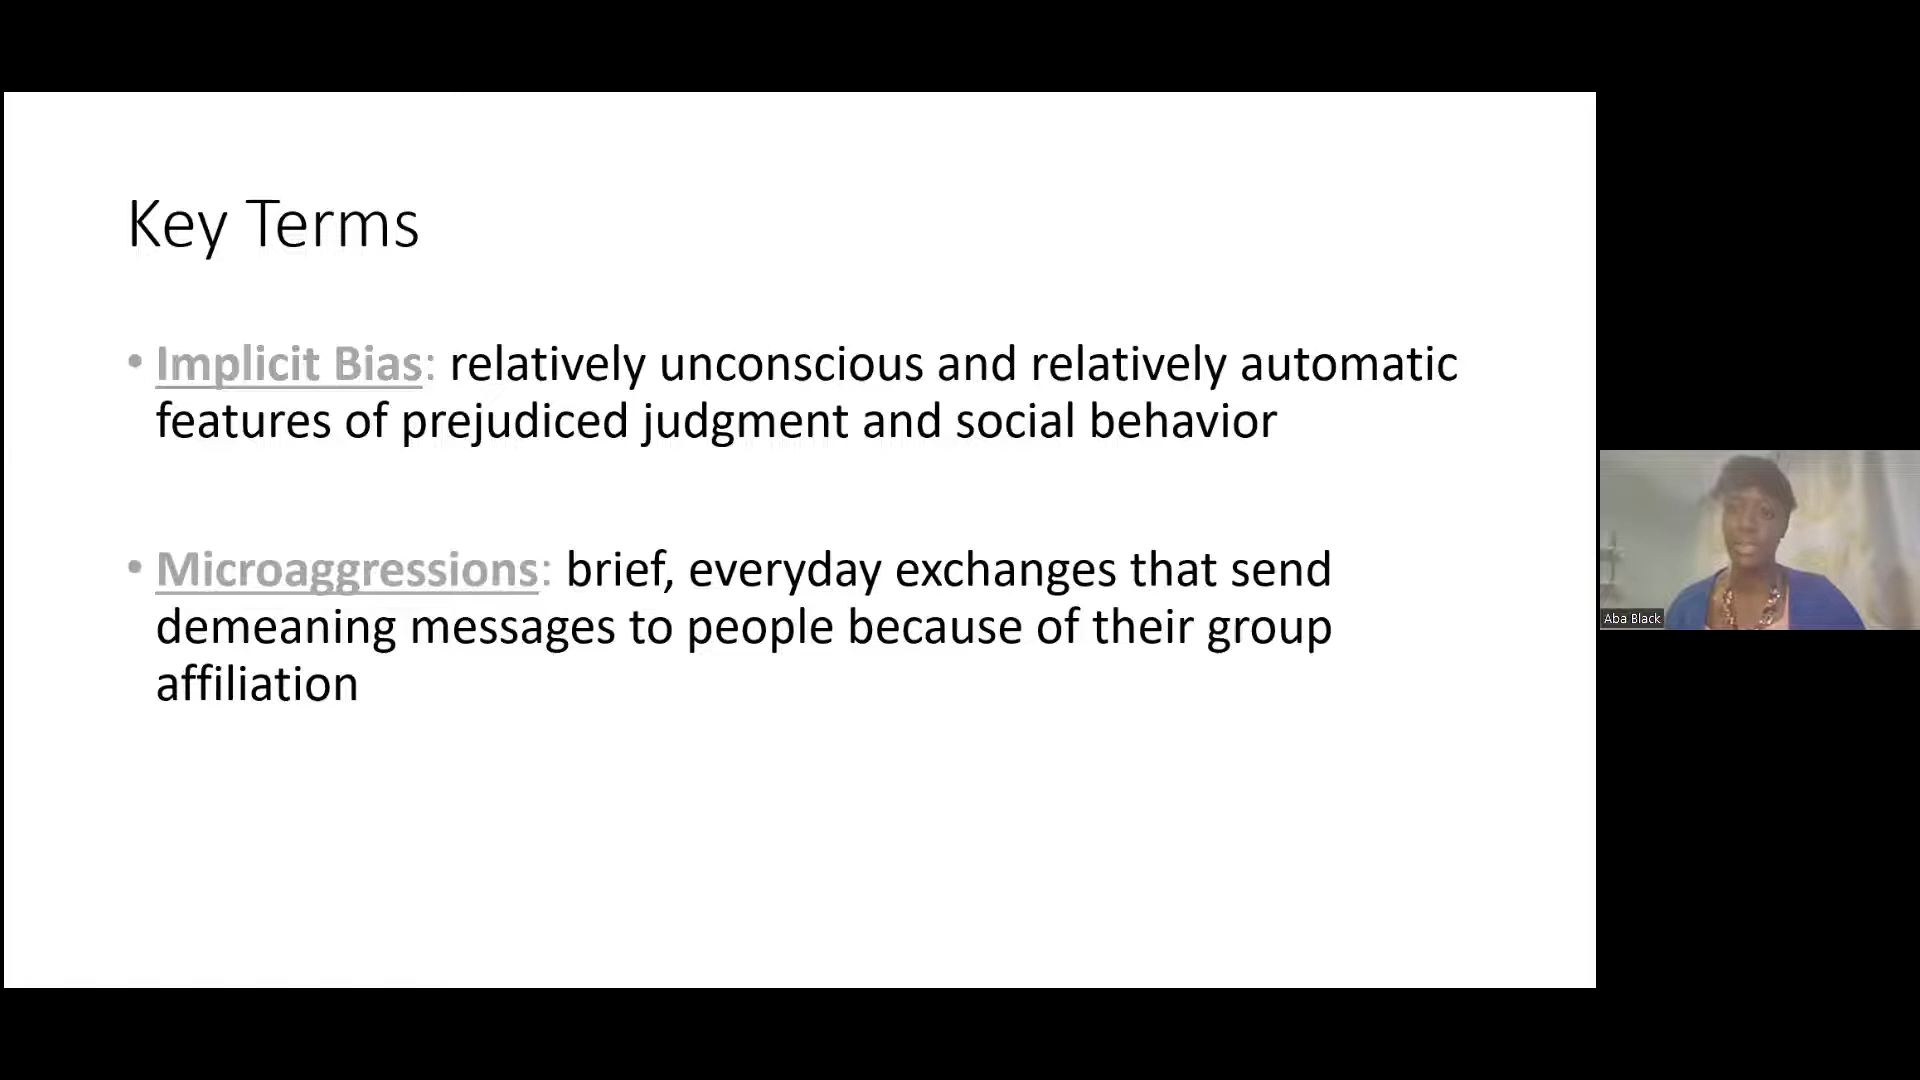 Key Terms
• Implicit Bias: relatively unconscious and relatively automatic
features of prejudiced judgment and social behavior
• Microaggressions: brief, everyday exchanges that send
demeaning messages to people because of their group
affiliation
Aba Black